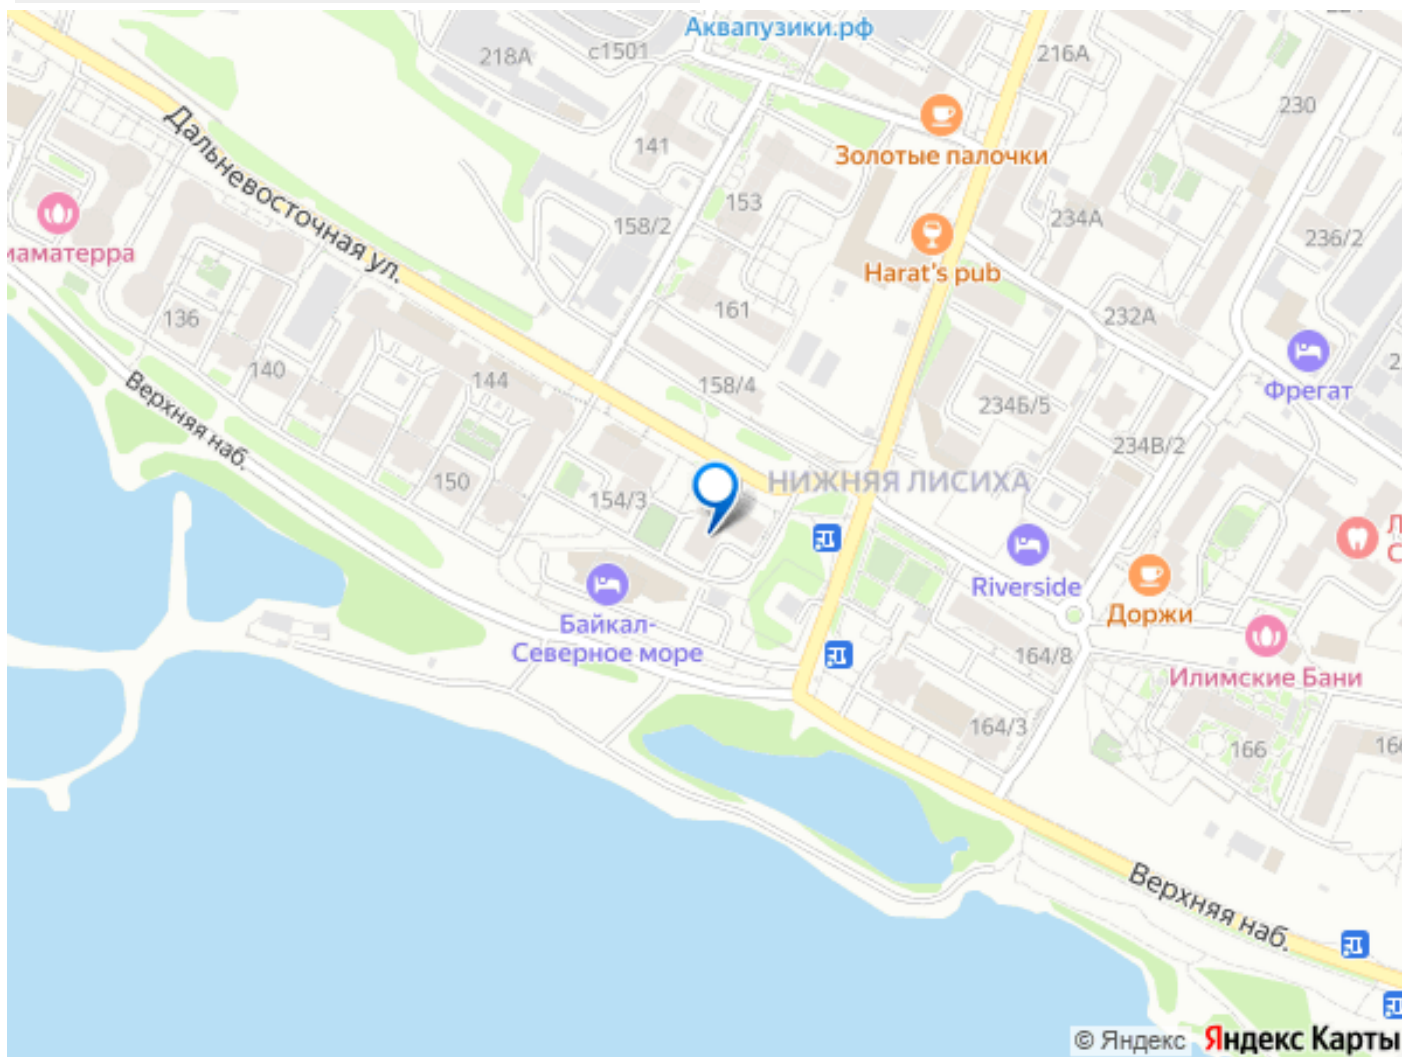 Аквапузики.рф
218А
с1501
216А
230
Дальневосточная ул.
141
Золотые палочки
153
234А
158/2
236/2
иаматерра
Harat's pub
136
161
232А
140
144
158/4
Фрегат
234Б/5
Верхняя наб.
234В/2
150
154/3
НИЖНЯЯ ЛИСИХА
Riverside
Доржи
Байкал-
Северное море
164/8
Илимские Бани
164/3
166
Верхняя наб.
© Яндекс Яндекс Карты